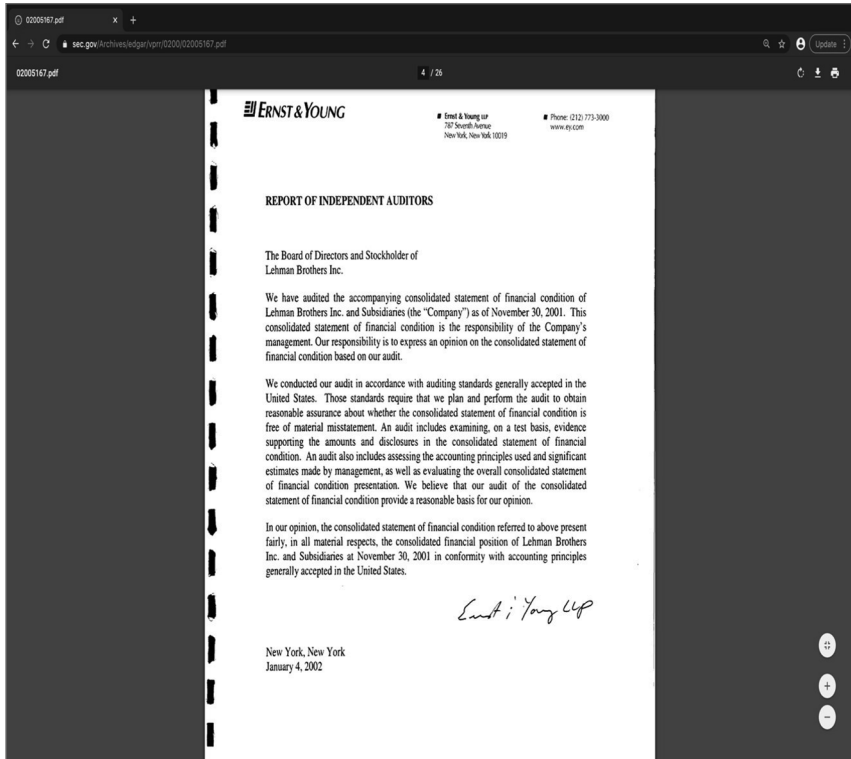 02005167.pdf
sec.gov/Archives/edgar/vprr/0200/02005167.pdf
Update
02005167.pdf
4 / 26
ERNST & YOUNG
Ernst & Young LLP
787 Seventh Avenue
New York, New York 10019
Phone: (212) 773-3000
www.ey.com
REPORT OF INDEPENDENT AUDITORS
The Board of Directors and Stockholder of
Lehman Brothers Inc.
We have audited the accompanying consolidated statement of financial condition of
Lehman Brothers Inc. and Subsidiaries (the “Company”) as of November 30, 2001. This
consolidated statement of financial condition is the responsibility of the Company’s
management. Our responsibility is to express an opinion on the consolidated statement of
financial condition based on our audit.
We conducted our audit in accordance with auditing standards generally accepted in the
United States. Those standards require that we plan and perform the audit to obtain
reasonable assurance about whether the consolidated statement of financial condition is
free of material misstatement. An audit includes examining, on a test basis, evidence
supporting the amounts and disclosures in the consolidated statement of financial
condition. An audit also includes assessing the accounting principles used and significant
estimates made by management, as well as evaluating the overall consolidated statement
of financial condition presentation. We believe that our audit of the consolidated
statement of financial condition provide a reasonable basis for our opinion.
In our opinion, the consolidated statement of financial condition referred to above present
fairly, in all material respects, the consolidated financial position of Lehman Brothers
Inc. and Subsidiaries at November 30, 2001 in conformity with accounting principles
generally accepted in the United States.
Ernst & Young LLP
New York, New York
January 4, 2002